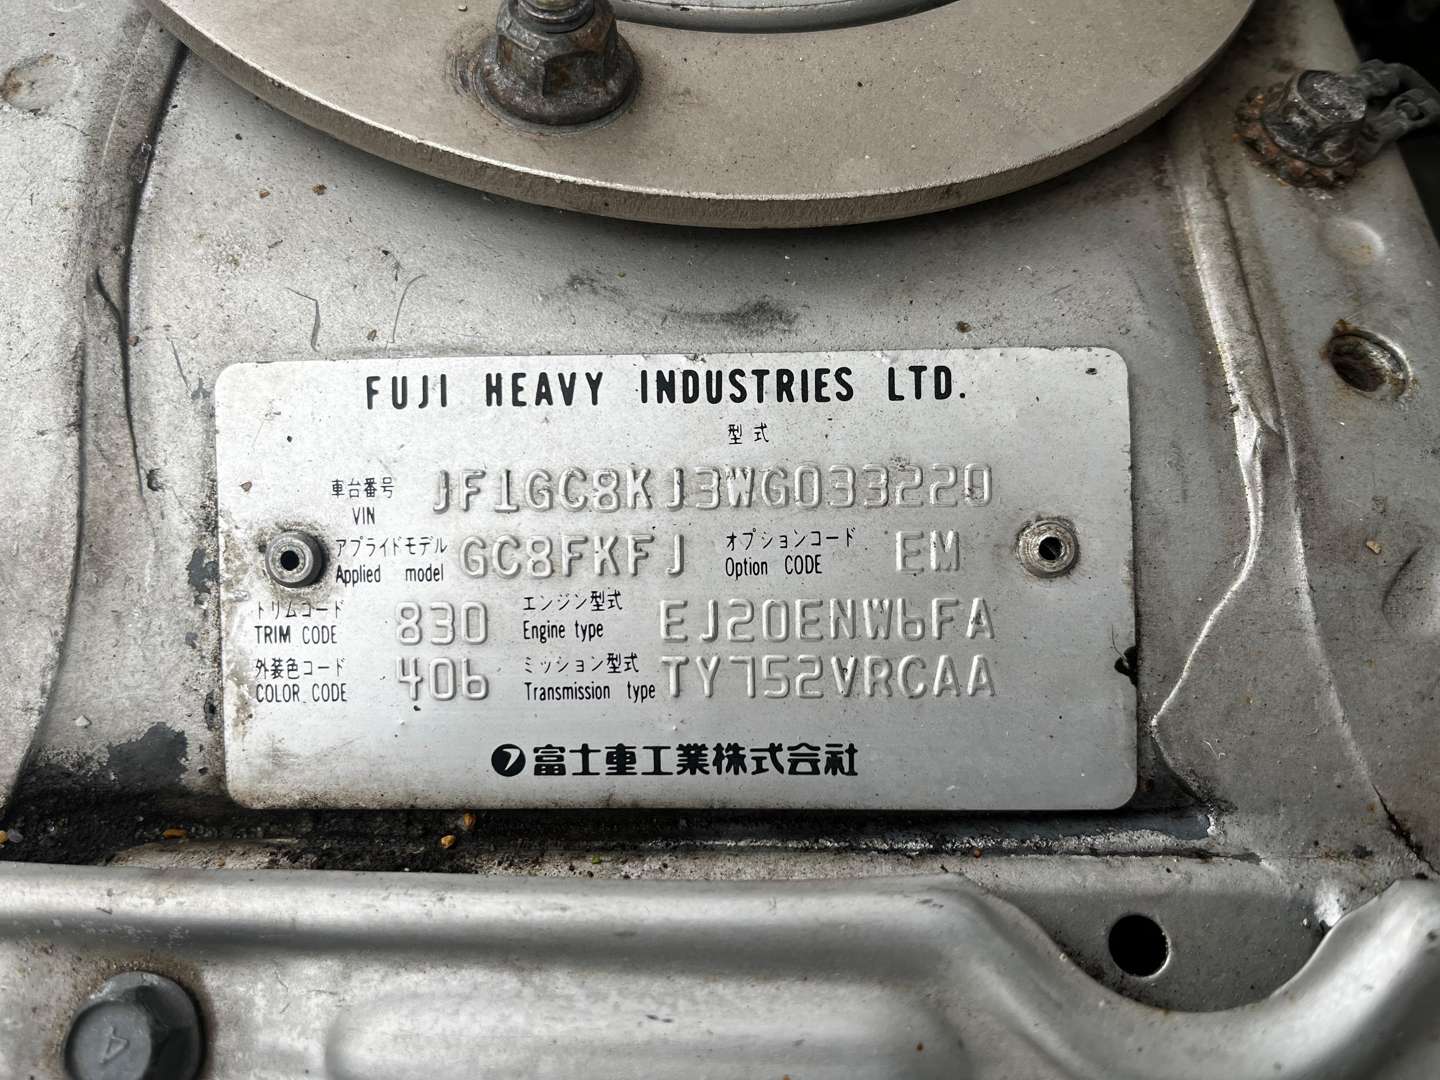 FUJI HEAVY INDUSTRIES LTD.
型式
車台番号 VIN JF1GC8KJ3WG033220
アプライドモデル Applied model GC8FKFJ オプションコード Option CODE EM
トリムコード TRIM CODE 830 エンジン型式 Engine type EJ20ENW6FA
外装色コード COLOR CODE 406 ミッション型式 Transmission type TY752VRCAA
富士重工業株式会社
4